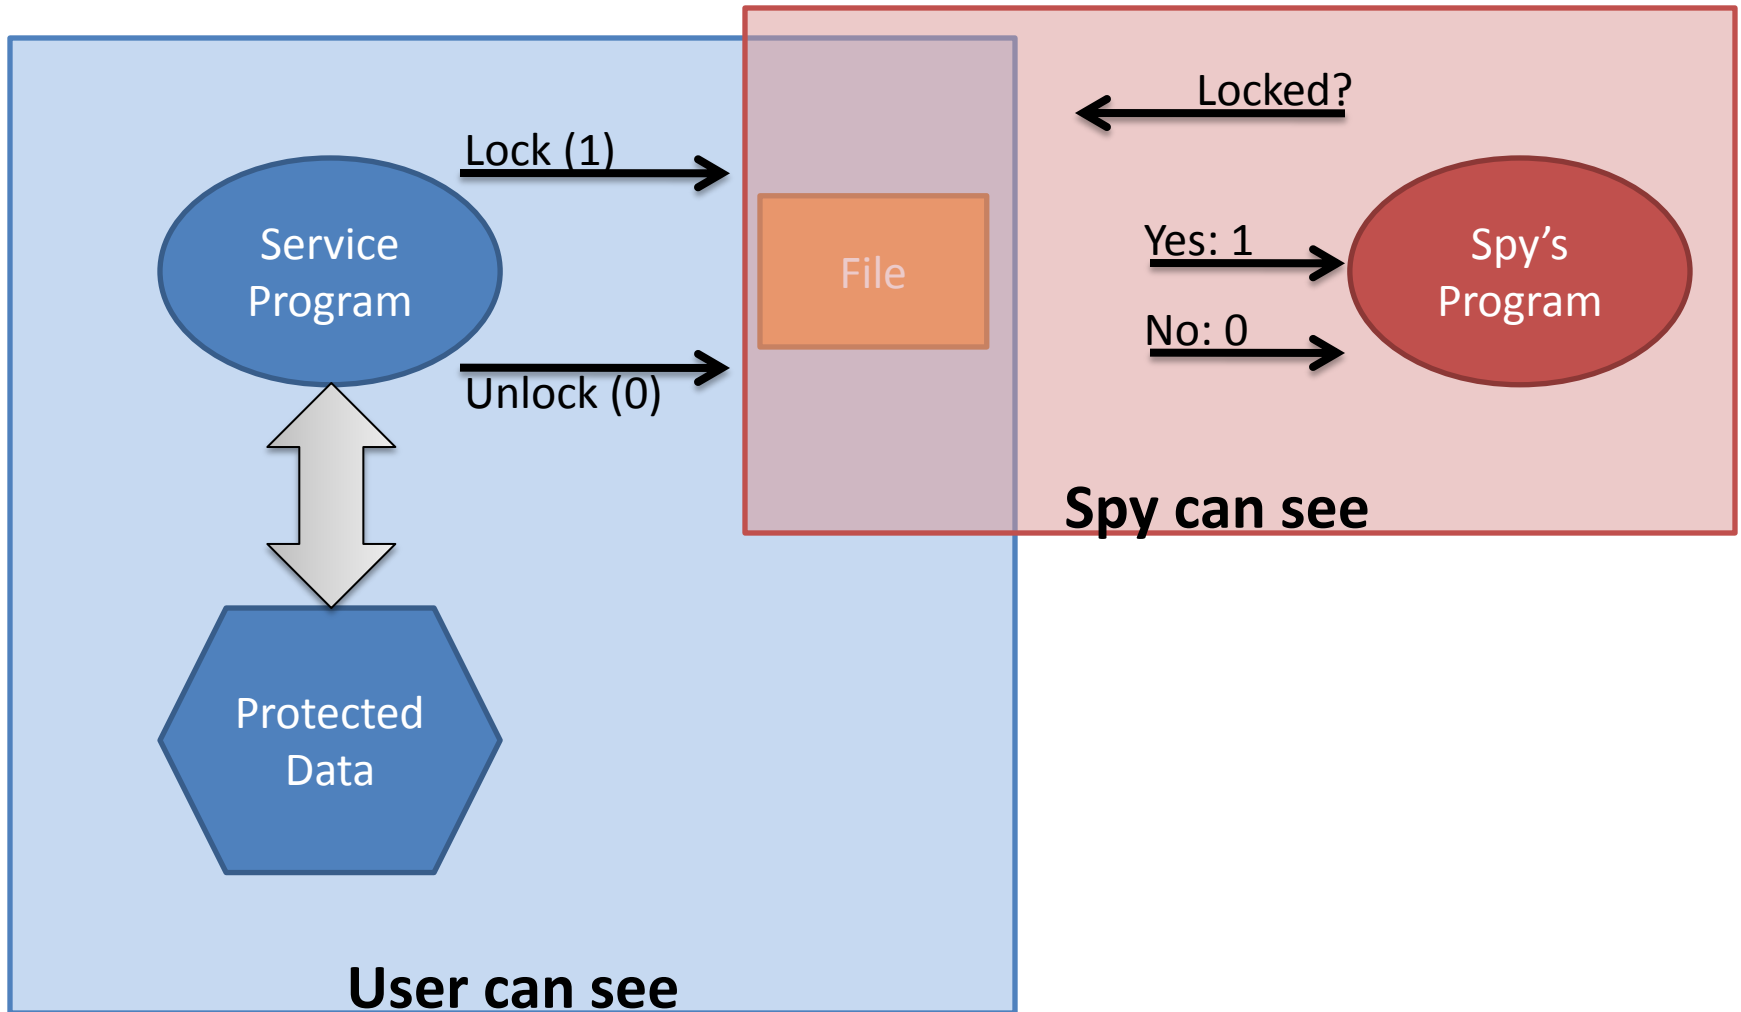 Locked?
Lock (1)
Service
Program
File
Yes: 1
No: 0
Spy’s
Program
Unlock (0)
Spy can see
Protected
Data
User can see